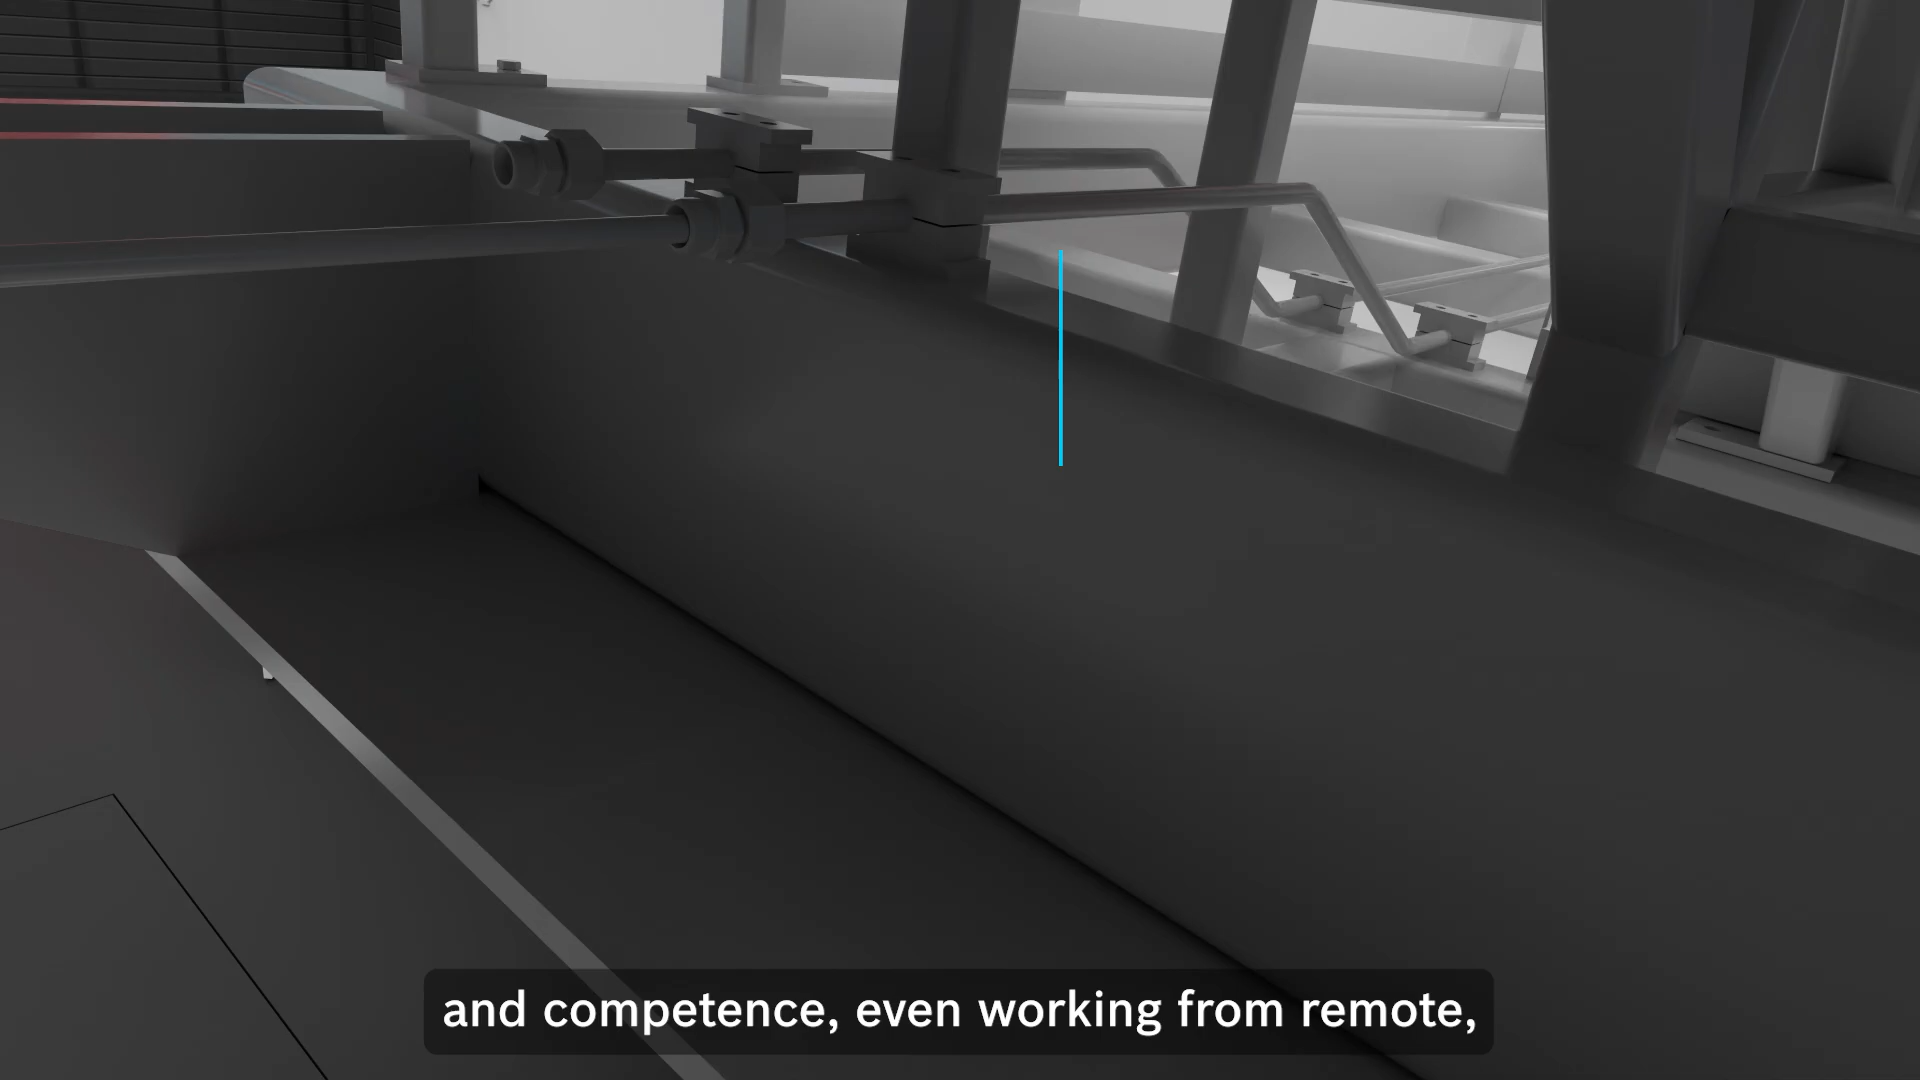 and competence, even working from remote,